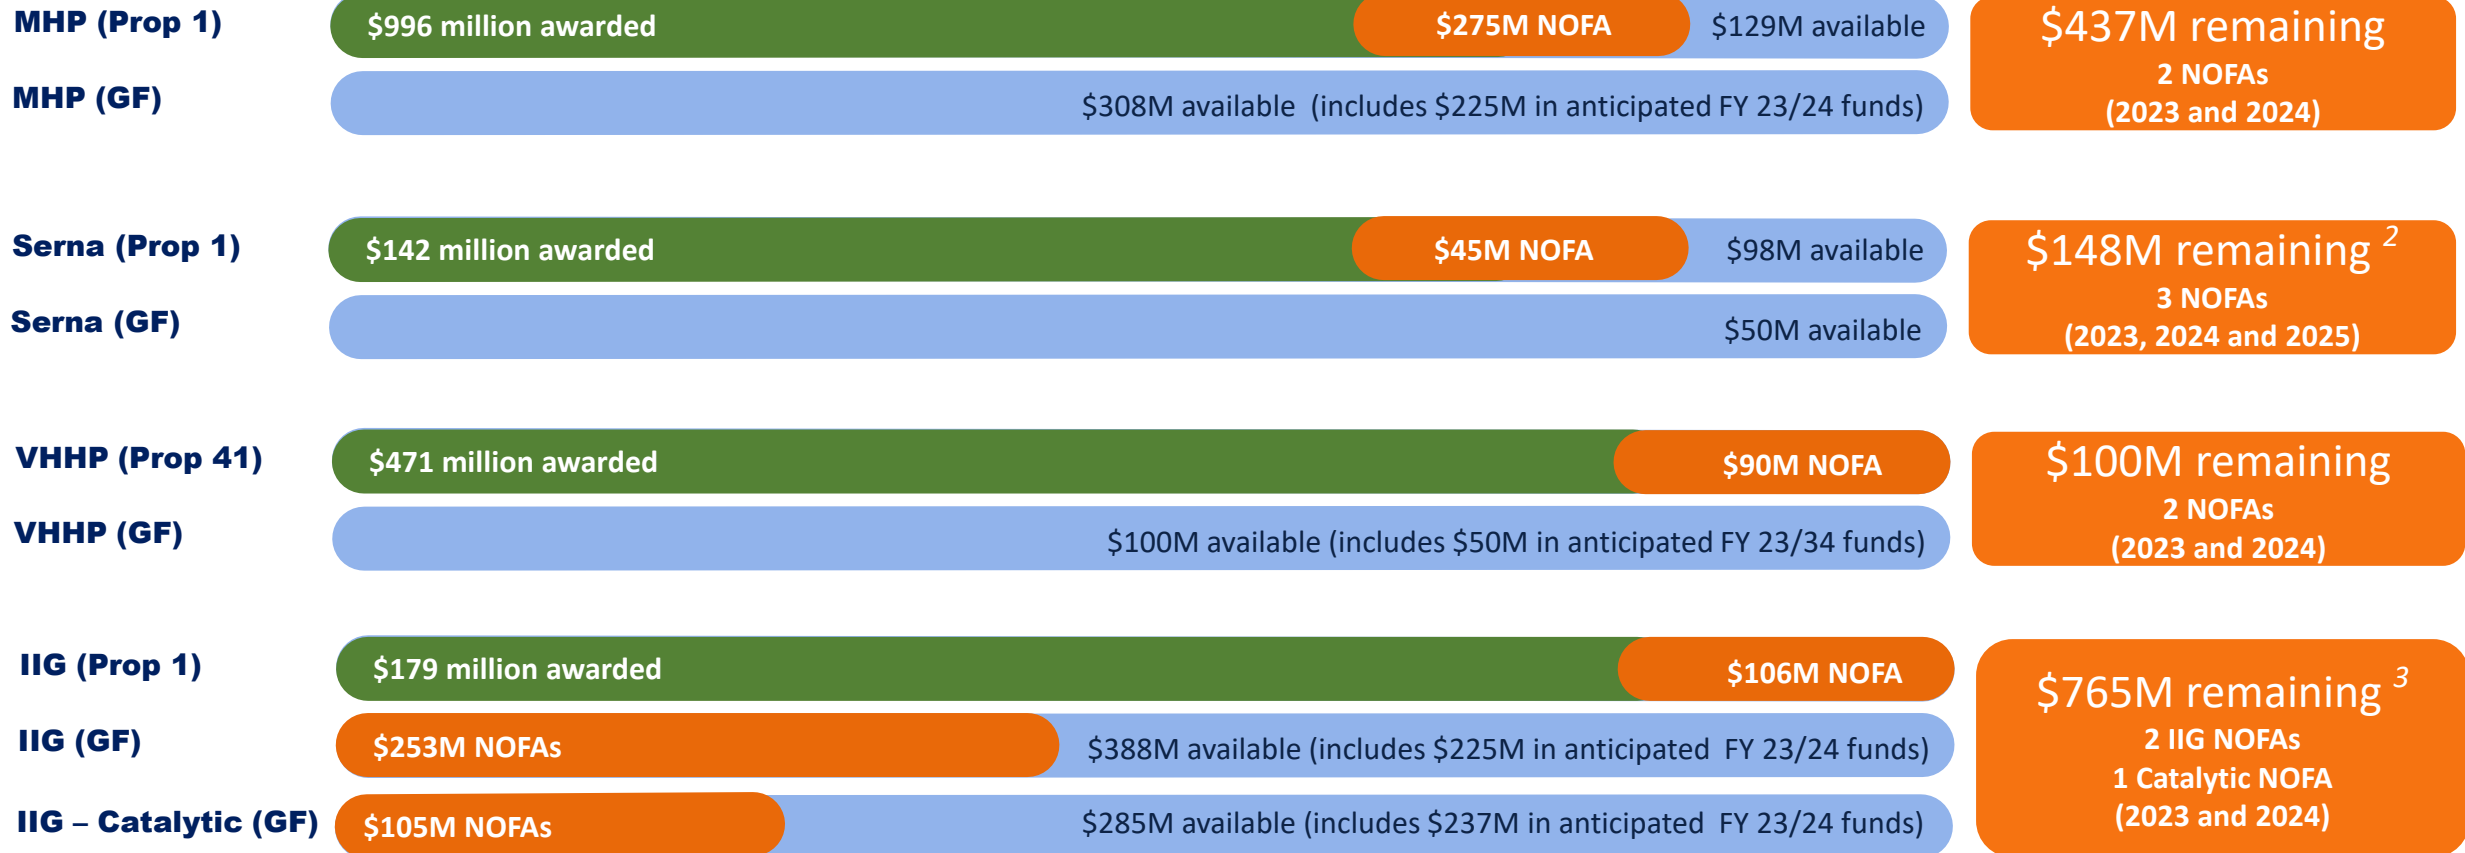 MHP (Prop 1)
$996 million awarded
$275M NOFA
$129M available
MHP (GF)
$308M available  (includes $225M in anticipated FY 23/24 funds)
$437M remaining
2 NOFAs
(2023 and 2024)
Serna (Prop 1)
$142 million awarded
$45M NOFA
$98M available
Serna (GF)
$50M available
$148M remaining 2
3 NOFAs
(2023, 2024 and 2025)
VHHP (Prop 41)
$471 million awarded
$90M NOFA
VHHP (GF)
$100M available (includes $50M in anticipated FY 23/34 funds)
$100M remaining
2 NOFAs
(2023 and 2024)
IIG (Prop 1)
$179 million awarded
$106M NOFA
IIG (GF)
$253M NOFAs
$388M available (includes $225M in anticipated  FY 23/24 funds)
IIG – Catalytic (GF)
$105M NOFAs
$285M available (includes $237M in anticipated  FY 23/24 funds)
$765M remaining 3
2 IIG NOFAs
1 Catalytic NOFA
(2023 and 2024)